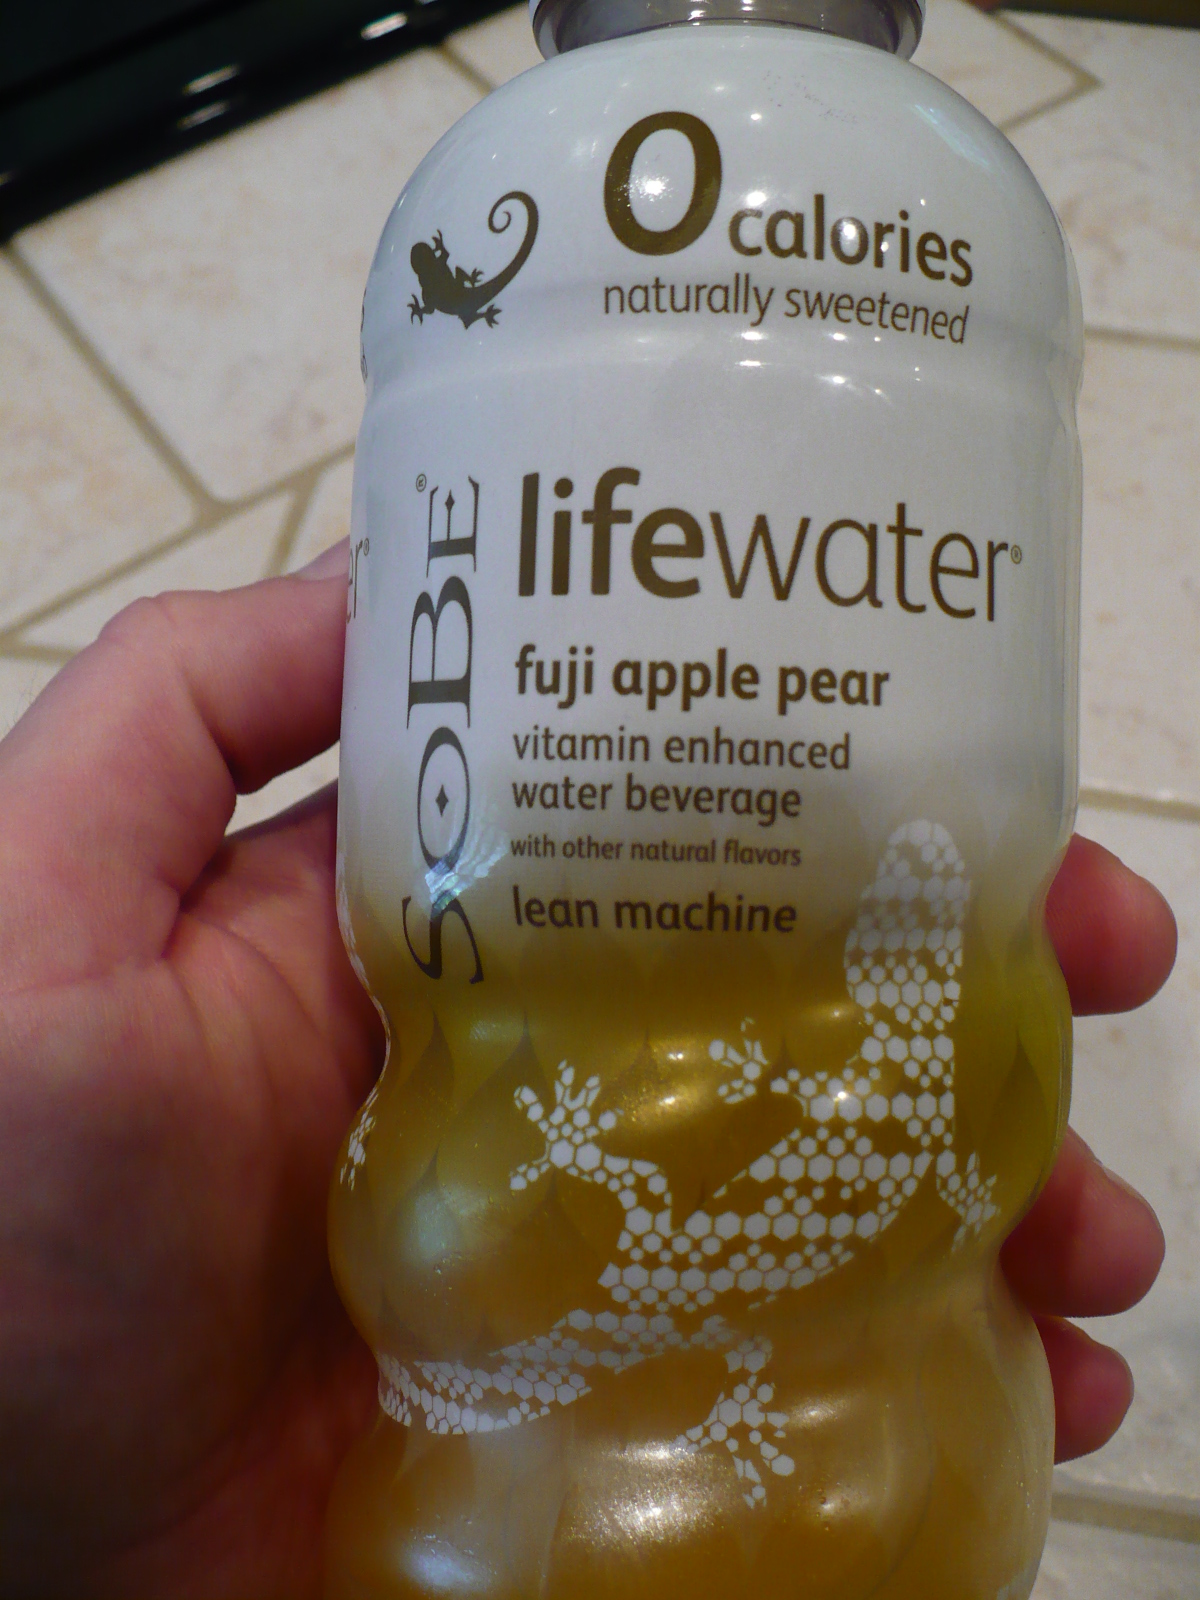 0 calories
naturally sweetened
SOBE®
lifewater®
fuji apple pear
vitamin enhanced
water beverage
with other natural flavors
lean machine
er®